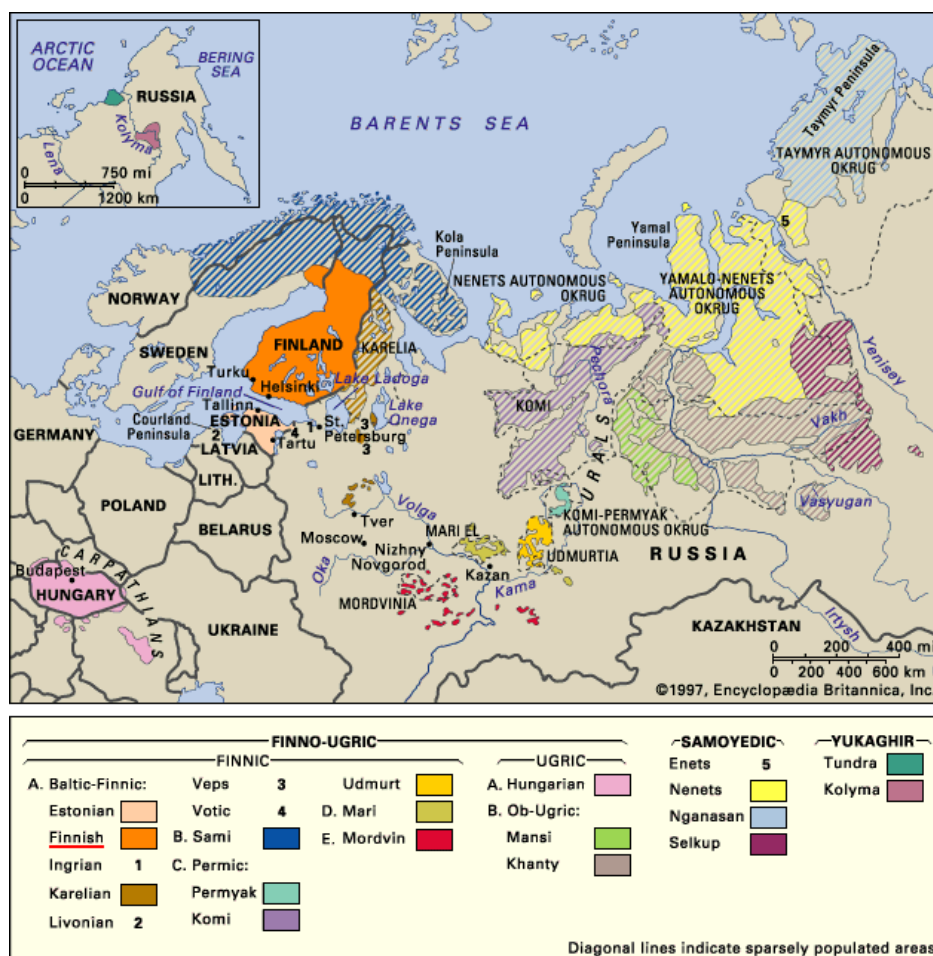 ARCTIC
OCEAN
BERING
SEA
RUSSIA
Kolyma
Lena
0 750 mi
0 1200 km
BARENTS SEA
Taymyr Peninsula
TAYMYR AUTONOMOUS
OKRUG
5
Kola
Peninsula
Yamal
Peninsula
NENETS AUTONOMOUS
OKRUG
YAMALO-NENETS
AUTONOMOUS
OKRUG
NORWAY
SWEDEN
FINLAND
KARELIA
Turku
Helsinki
Lake Ladoga
Gulf of Finland
Tallinn
Lake
Onega
Courland
Peninsula
2
ESTONIA
4
1
St.
Petersburg
3
3
Tartu
LATVIA
LITH.
GERMANY
POLAND
BELARUS
Pechora
KOMI
URALS
Yenisey
Vakh
Vasyugan
Volga
Tver
Moscow
Nizhny
Novgorod
MARI EL
KOMI-PERMYAK
AUTONOMOUS OKRUG
UDMURTIA
RUSSIA
Oka
Kazan
Kama
MORDVINIA
CARPATHIANS
Budapest
HUNGARY
UKRAINE
KAZAKHSTAN
Irtysh
0 200 400 mi
0 200 400 600 km
©1997, Encyclopædia Britannica, Inc.
FINNO-UGRIC
FINNIC
A. Baltic-Finnic:
Estonian
Finnish
Ingrian 1
Karelian
Livonian 2
Veps 3
Votic 4
B. Sami
C. Permic:
Permyak
Komi
Udmurt
D. Mari
E. Mordvin
UGRIC
A. Hungarian
B. Ob-Ugric:
Mansi
Khanty
SAMOYEDIC
Enets 5
Nenets
Nganasan
Selkup
YUKAGHIR
Tundra
Kolyma
Diagonal lines indicate sparsely populated areas